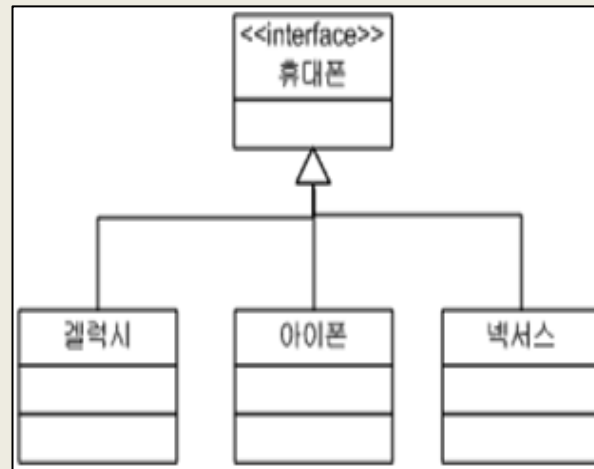 <<interface>>
휴대폰
겔럭시
아이폰
넥서스